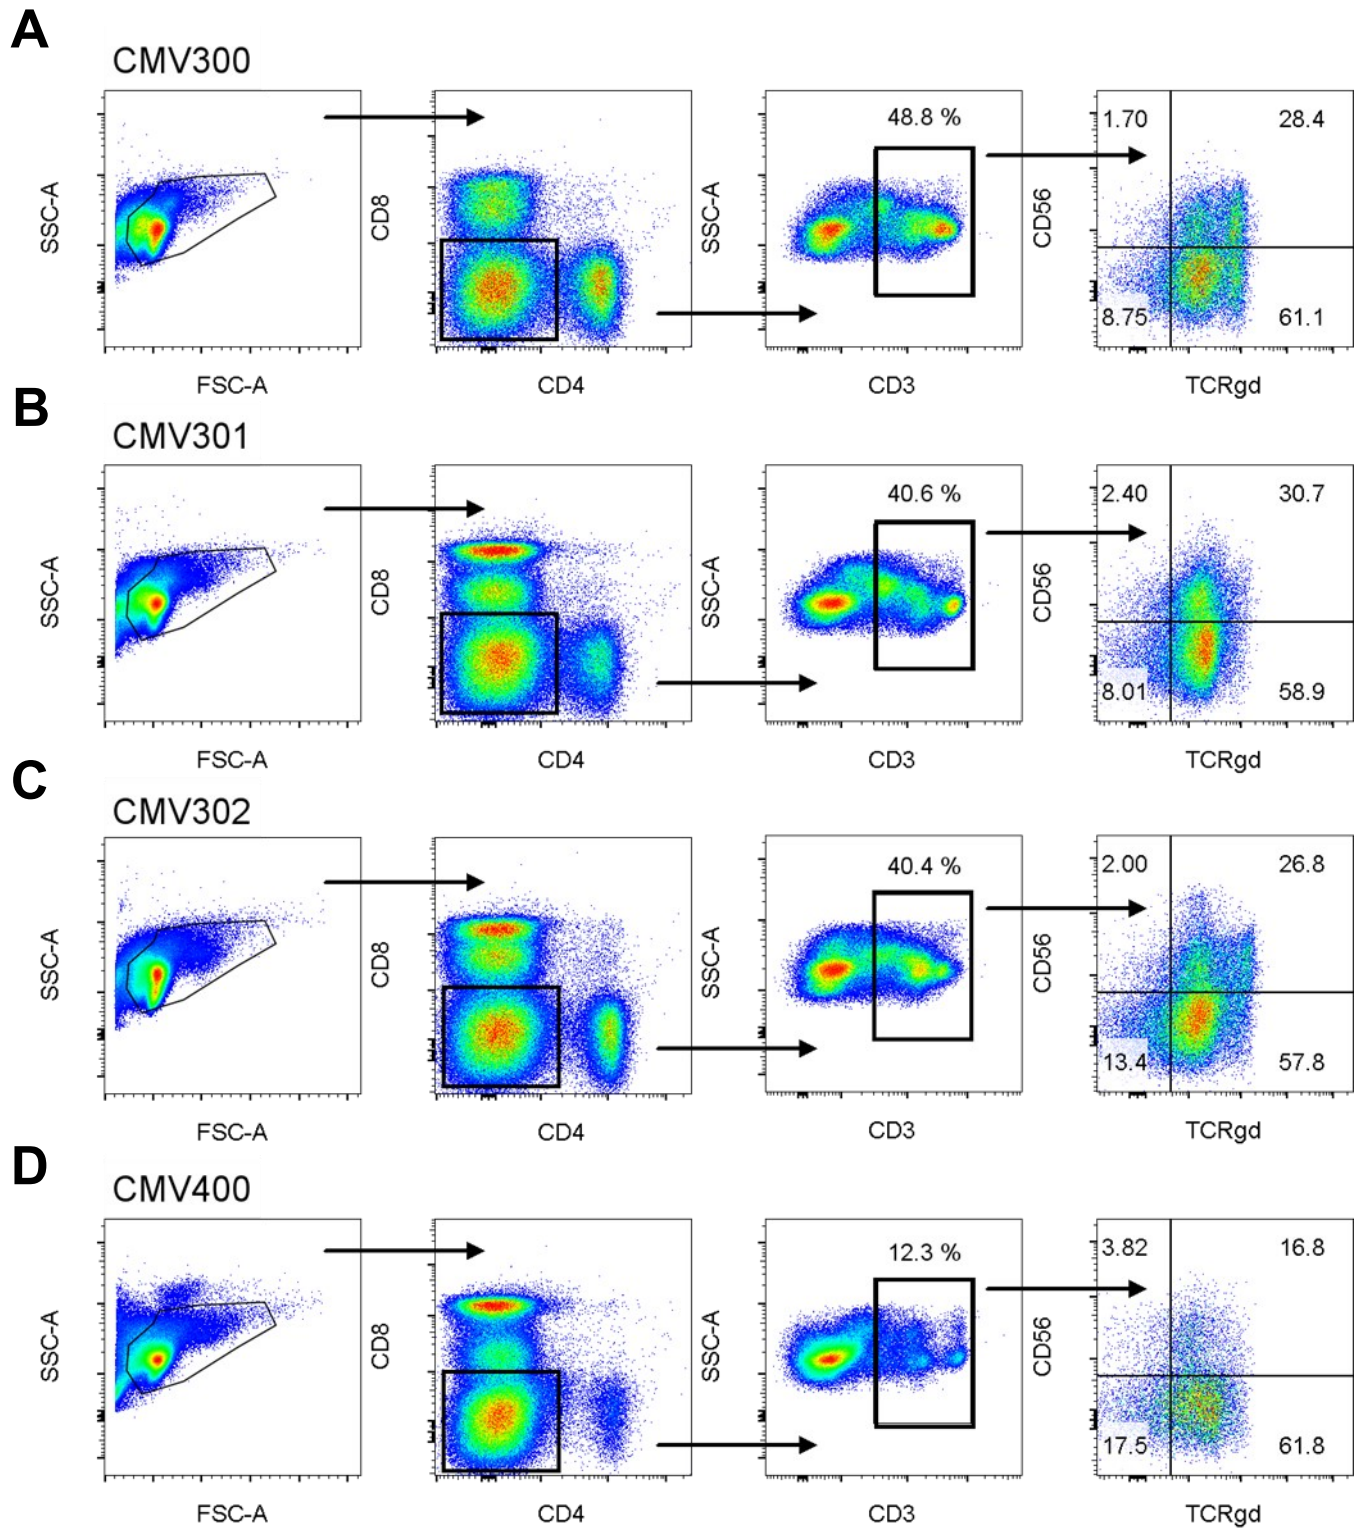 A
CMV300
SSC-A
FSC-A
CD8
CD4
48.8 %
SSC-A
CD3
1.70
28.4
CD56
8.75
61.1
TCRgd
B
CMV301
SSC-A
FSC-A
CD8
CD4
40.6 %
SSC-A
CD3
2.40
30.7
CD56
8.01
58.9
TCRgd
C
CMV302
SSC-A
FSC-A
CD8
CD4
40.4 %
SSC-A
CD3
2.00
26.8
CD56
13.4
57.8
TCRgd
D
CMV400
SSC-A
FSC-A
CD8
CD4
12.3 %
SSC-A
CD3
3.82
16.8
CD56
17.5
61.8
TCRgd